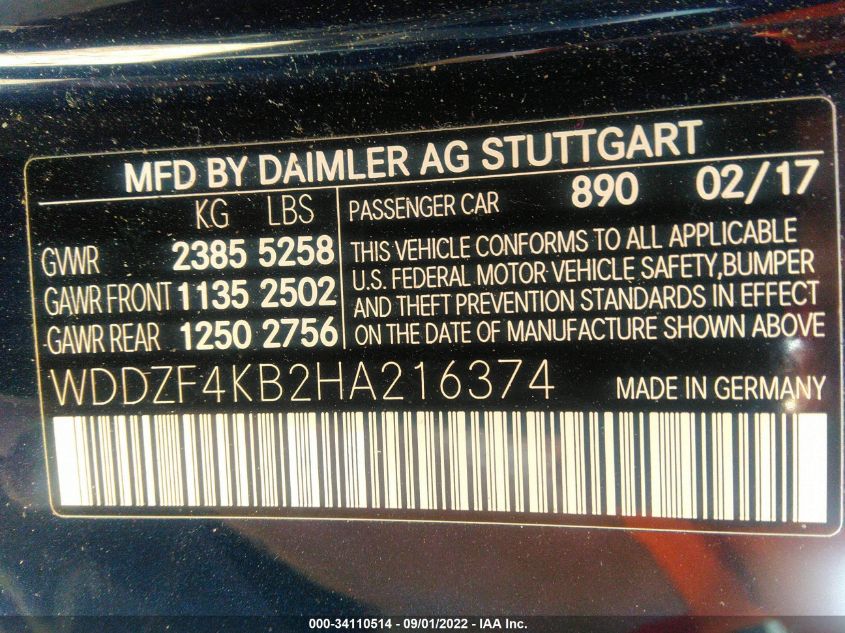 MFD BY DAIMLER AG STUTTGART
KG LBS
PASSENGER CAR 890 02/17
GVWR 2385 5258
GAWR FRONT 1135 2502
GAWR REAR 1250 2756
THIS VEHICLE CONFORMS TO ALL APPLICABLE
U.S. FEDERAL MOTOR VEHICLE SAFETY,BUMPER
AND THEFT PREVENTION STANDARDS IN EFFECT
ON THE DATE OF MANUFACTURE SHOWN ABOVE
WDDZF4KB2HA216374 MADE IN GERMANY
000-34110514 - 09/01/2022 - IAA Inc.